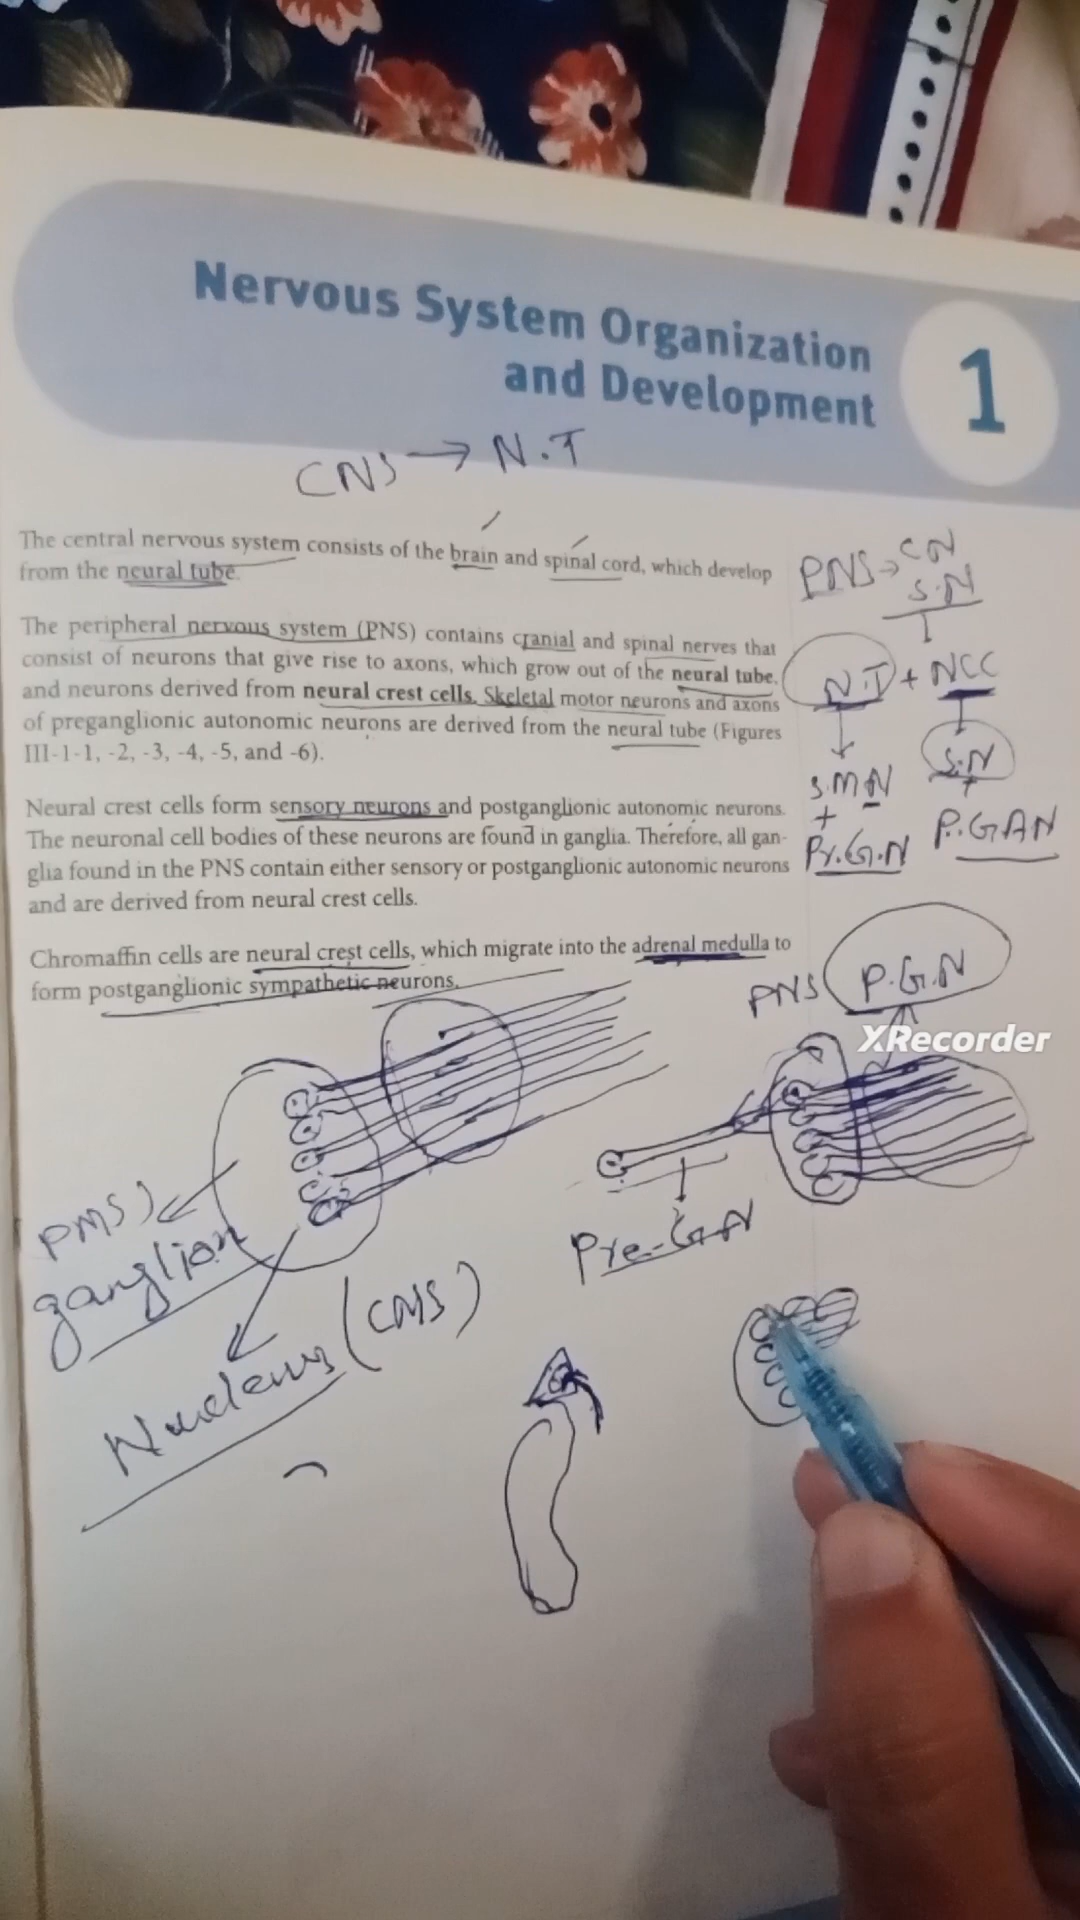 Nervous System Organization
and Development
1
CNS → N.T
The central nervous system consists of the brain and spinal cord, which develop
from the neural tube.
The peripheral nervous system (PNS) contains cranial and spinal nerves that
consist of neurons that give rise to axons, which grow out of the neural tube,
and neurons derived from neural crest cells. Skeletal motor neurons and axons
of preganglionic autonomic neurons are derived from the neural tube (Figures
III-1-1, -2, -3, -4, -5, and -6).
Neural crest cells form sensory neurons and postganglionic autonomic neurons.
The neuronal cell bodies of these neurons are found in ganglia. Therefore, all gan-
glia found in the PNS contain either sensory or postganglionic autonomic neurons
and are derived from neural crest cells.
Chromaffin cells are neural crest cells, which migrate into the adrenal medulla to
form postganglionic sympathetic neurons.
PNS → CN
S.N
N.T + NCC
S.M N
+
Pr.G.N
S.N
+
P.GAN
PNS
P.G.N
XRecorder
Pre-GN
PNS)
ganglion
Nucleus (CNS)